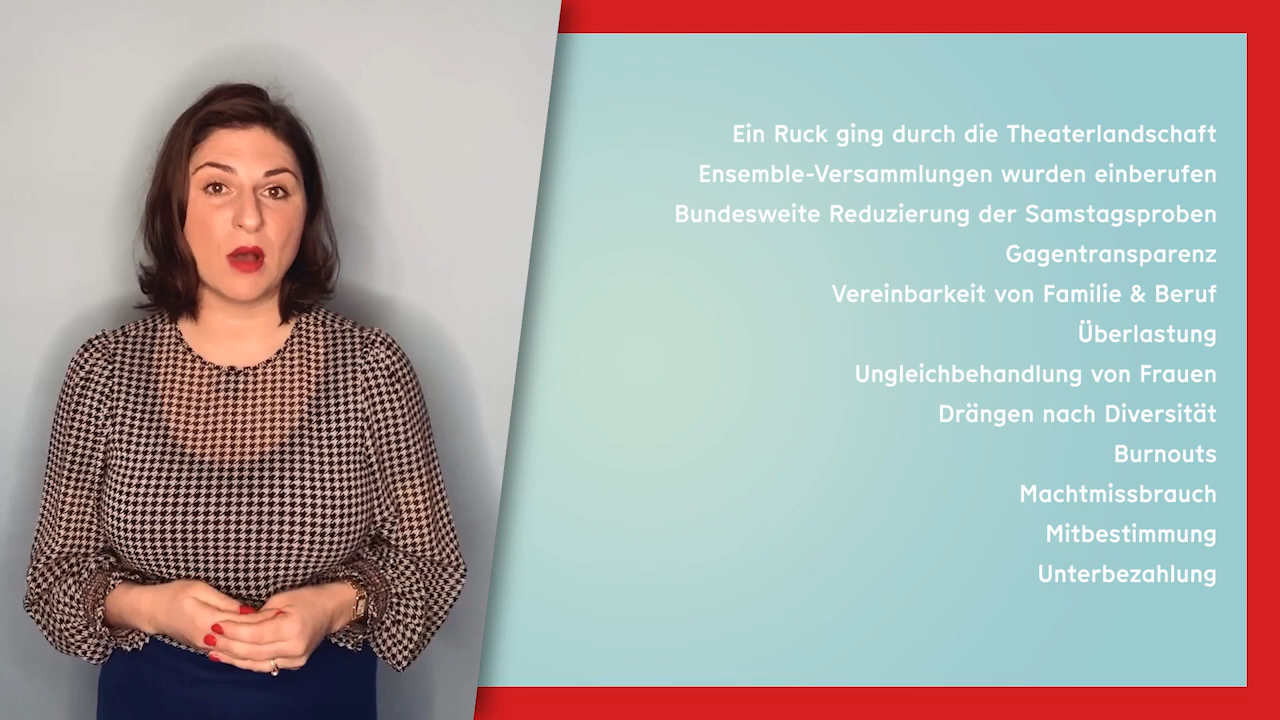 Ein Ruck ging durch die Theaterlandschaft
Ensemble-Versammlungen wurden einberufen
Bundesweite Reduzierung der Samstagsproben
Gagentransparenz
Vereinbarkeit von Familie & Beruf
Überlastung
Ungleichbehandlung von Frauen
Drängen nach Diversität
Burnouts
Machtmissbrauch
Mitbestimmung
Unterbezahlung